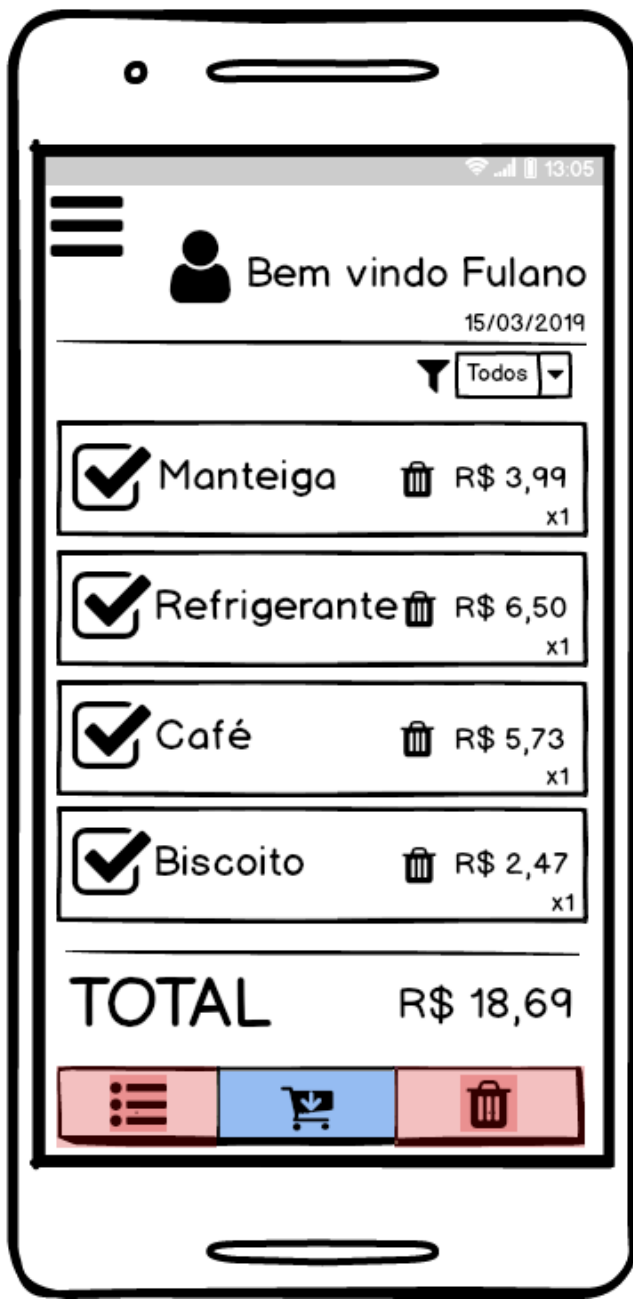 13:05
Bem vindo Fulano
15/03/2019
Todos
Manteiga R$ 3,99
x1
Refrigerante R$ 6,50
x1
Café R$ 5,73
x1
Biscoito R$ 2,47
x1
TOTAL R$ 18,69